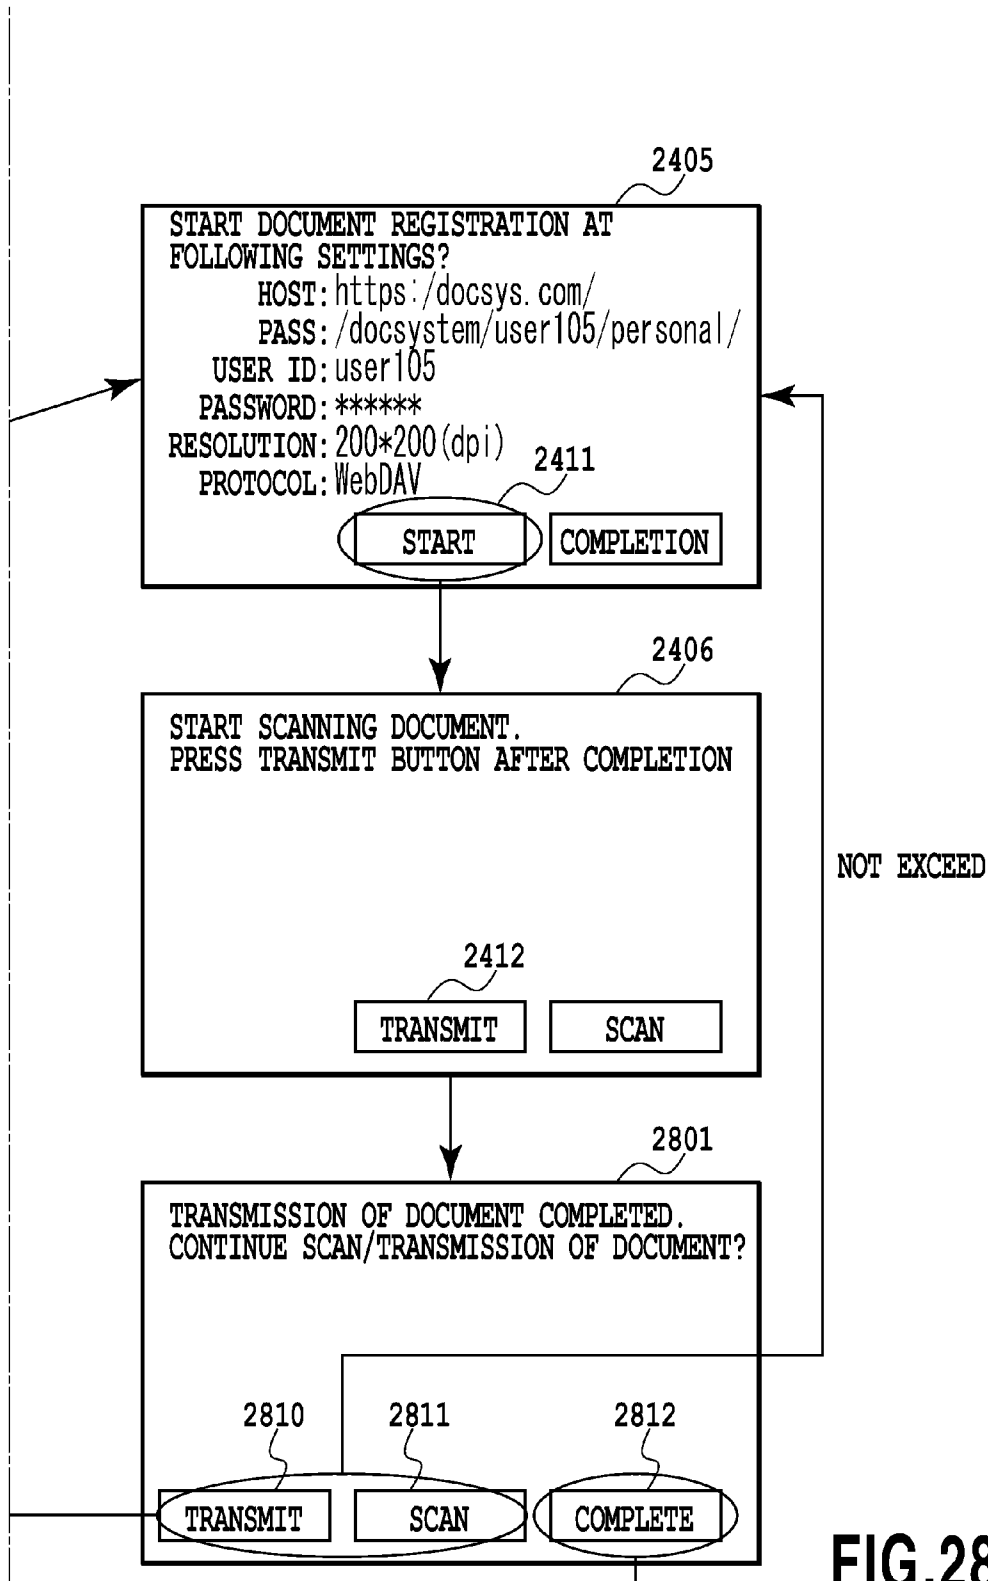 2405
START DOCUMENT REGISTRATION AT
FOLLOWING SETTINGS?
HOST: https:/docsys.com/
PASS: /docsystem/user105/personal/
USER ID: user105
PASSWORD: ******
RESOLUTION: 200*200(dpi)
PROTOCOL: WebDAV
2411
START
COMPLETION
2406
START SCANNING DOCUMENT.
PRESS TRANSMIT BUTTON AFTER COMPLETION
NOT EXCEED
2412
TRANSMIT
SCAN
2801
TRANSMISSION OF DOCUMENT COMPLETED.
CONTINUE SCAN/TRANSMISSION OF DOCUMENT?
2810
2811
2812
TRANSMIT
SCAN
COMPLETE
FIG.28